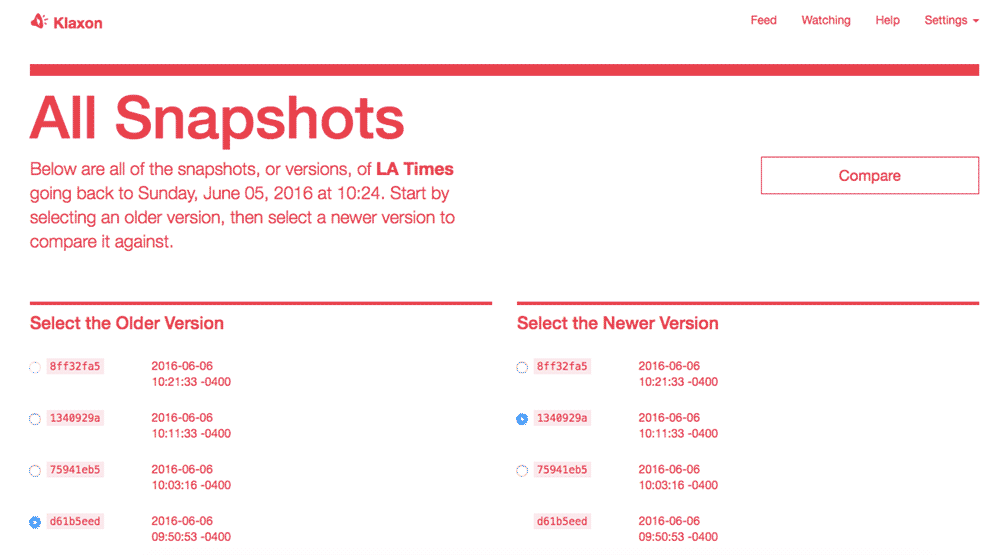 Klaxon
Feed Watching Help Settings
All Snapshots
Below are all of the snapshots, or versions, of LA Times
going back to Sunday, June 05, 2016 at 10:24. Start by
selecting an older version, then select a newer version to
compare it against.
Compare
Select the Older Version
8ff32fa5 2016-06-06
10:21:33 -0400
1340929a 2016-06-06
10:11:33 -0400
75941eb5 2016-06-06
10:03:16 -0400
d61b5eed 2016-06-06
09:50:53 -0400
Select the Newer Version
8ff32fa5 2016-06-06
10:21:33 -0400
1340929a 2016-06-06
10:11:33 -0400
75941eb5 2016-06-06
10:03:16 -0400
d61b5eed 2016-06-06
09:50:53 -0400